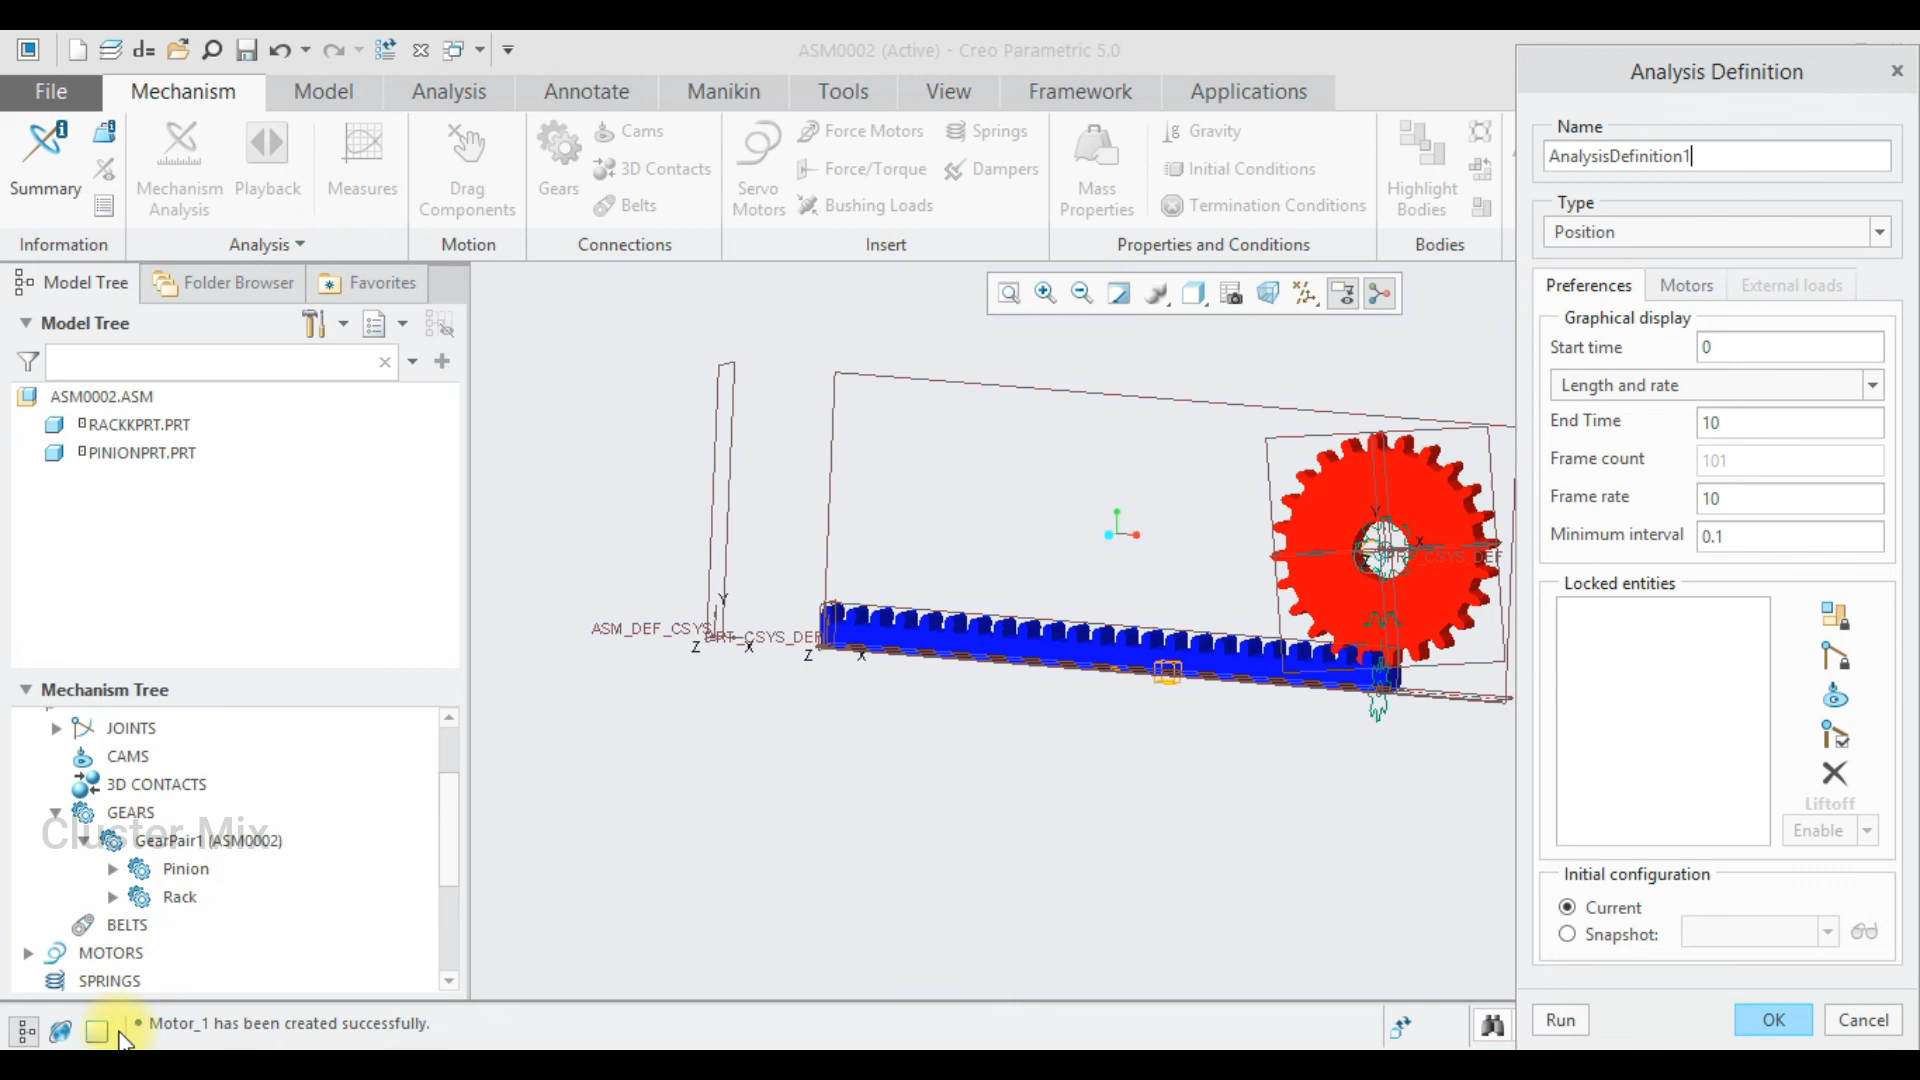 d=
ASM0002 (Active) - Creo Parametric 5.0
File
Mechanism
Model
Analysis
Annotate
Manikin
Tools
View
Framework
Applications
Summary
Mechanism
Analysis
Playback
Measures
Drag
Components
Gears
Cams
3D Contacts
Belts
Servo
Motors
Force Motors
Force/Torque
Bushing Loads
Springs
Dampers
Mass
Properties
Gravity
Initial Conditions
Termination Conditions
Highlight
Bodies
Information
Analysis
Motion
Connections
Insert
Properties and Conditions
Bodies
Model Tree
Folder Browser
Favorites
Model Tree
ASM0002.ASM
RACKKPRT.PRT
PINIONPRT.PRT
Mechanism Tree
JOINTS
CAMS
3D CONTACTS
GEARS
GearPair1 (ASM0002)
Cluster Mix
Pinion
Rack
BELTS
MOTORS
SPRINGS
Motor_1 has been created successfully.
ASM_DEF_CSYS
PRT_CSYS_DEF
Y
Z
X
Z
X
Y
X
Z
PRT_CSYS_DEF
Analysis Definition
Name
AnalysisDefinition1
Type
Position
Preferences
Motors
External loads
Graphical display
Start time
0
Length and rate
End Time
10
Frame count
101
Frame rate
10
Minimum interval
0.1
Locked entities
Liftoff
Enable
Initial configuration
Current
Snapshot:
Run
OK
Cancel